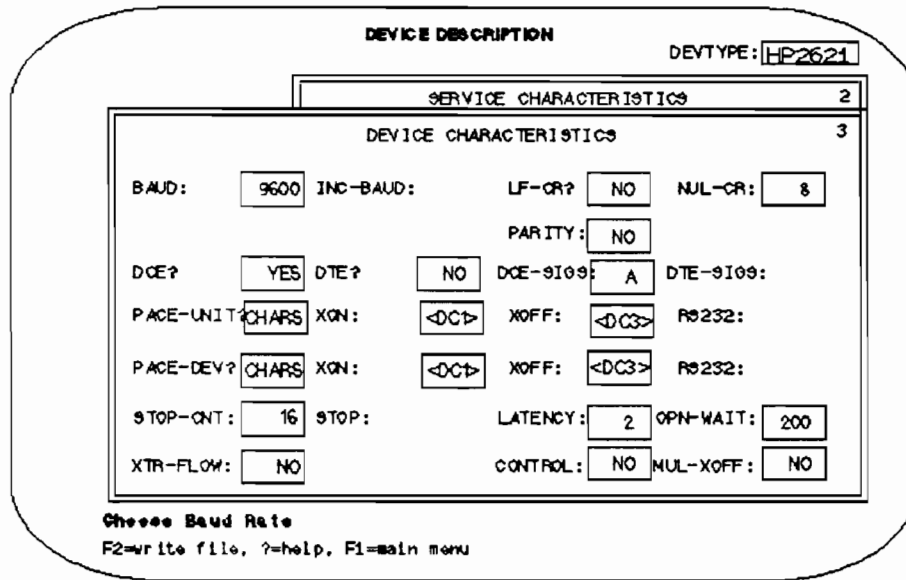 DEVICE DESCRIPTION
DEVTYPE: HP2621
SERVICE CHARACTERISTICS 2
DEVICE CHARACTERISTICS 3
BAUD: 9600 INC-BAUD: LF-CR? NO NUL-CR: 8
PARITY: NO
DCE? YES DTE? NO DCE-SIGS: A DTE-SIGS:
PACE-UNIT? CHARS XON: <DC1> XOFF: <DC3> RS232:
PACE-DEV? CHARS XON: <DC1> XOFF: <DC3> RS232:
STOP-CNT: 16 STOP: LATENCY: 2 OPN-WAIT: 200
XTR-FLOW: NO CONTROL: NO MUL-XOFF: NO
Choose Baud Rate
F2=write file, ?=help, F1=main menu